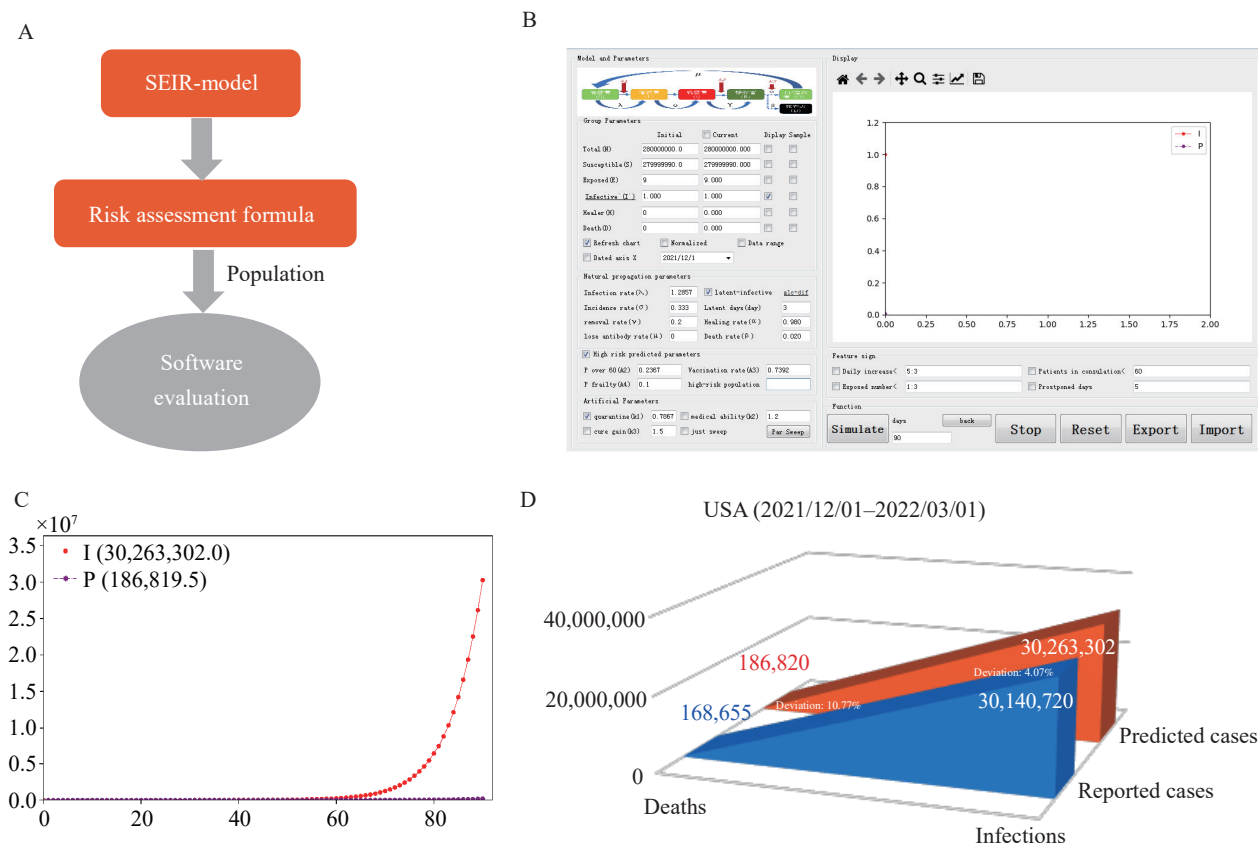 A
SEIR-model
Risk assessment formula
Population
Software
evaluation
B
Model and Parameters
μ
λ
σ
γ
Group Parameters
Initial Current Diplay Sample
Total(N) 280000000.0 280000000.000
Susceptible(S) 279999990.0 279999990.000
Exposed(E) 9 9.000
Infective (I) 1.000 1.000
Healer(H) 0 0.000
Death(D) 0 0.000
Refresh chart Normalized Data range
Dated axis X 2021/12/1
Natural propagation parameters
Infection rate(λ) 1.2857 latent-infective alc-dif
Incidence rate(σ) 0.333 Latent days(day) 3
removal rate(γ) 0.2 Healing rate(α) 0.980
lose antibody rate(μ) 0 Death rate(β) 0.020
High risk predicted parameters
P over 60(A2) 0.2367 Vaccination rate(A3) 0.7392
P frailty(A4) 0.1 high-risk population
Artificial Parameters
quarantine(k1) 0.7867 medical ability(k2) 1.2
cure gain(k3) 1.5 just sweep Par Sweep
Display
1.2
1.0
0.8
0.6
0.4
0.2
0.0
0.00 0.25 0.50 0.75 1.00 1.25 1.50 1.75 2.00
I
P
Feature sign
Daily increase< 5:3 Patients in consulation< 60
Exposed number< 1:3 Prostponed days 5
Function
Simulate days 90 back Stop Reset Export Import
C
×10⁷
3.5
3.0
2.5
2.0
1.5
1.0
0.5
0.0
0 20 40 60 80
I (30,263,302.0)
P (186,819.5)
D
USA (2021/12/01–2022/03/01)
40,000,000
20,000,000
0
186,820
168,655
Deviation: 10.77%
30,263,302
Deviation: 4.07%
30,140,720
Predicted cases
Reported cases
Deaths
Infections